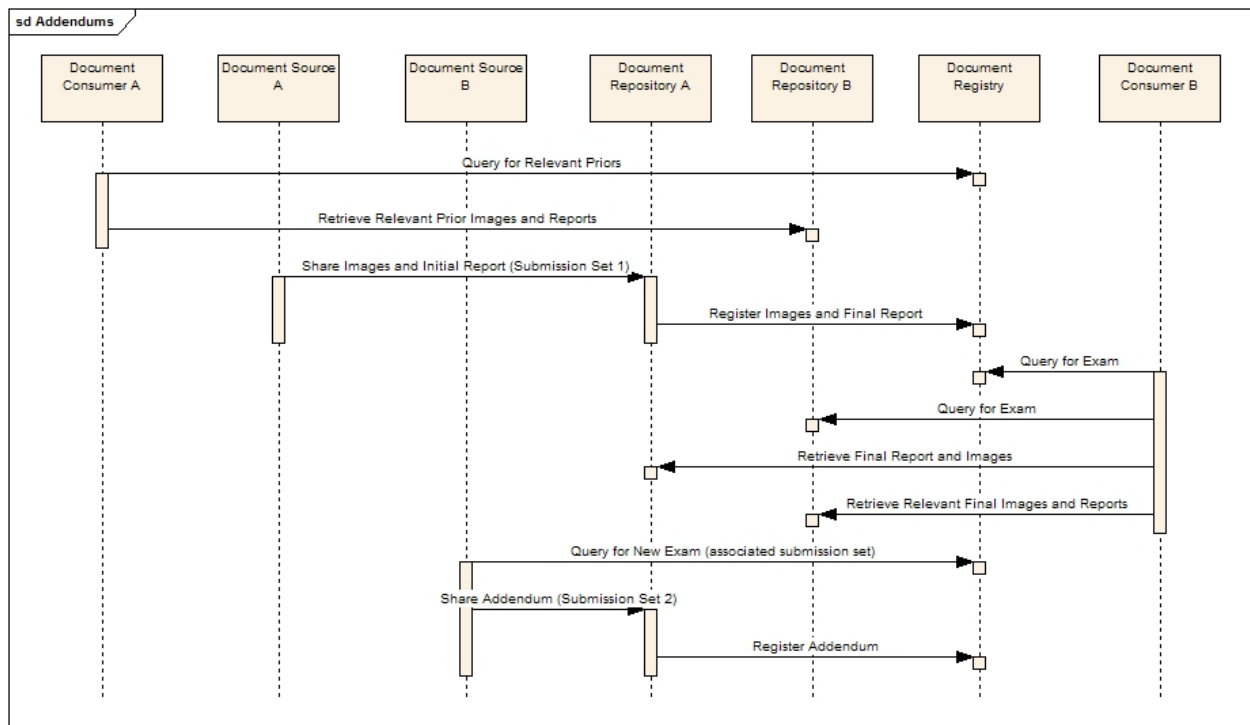 sd Addendums
Document
Consumer A
Document Source
A
Document Source
B
Document
Repository A
Document
Repository B
Document
Registry
Document
Consumer B
Query for Relevant Priors
Retrieve Relevant Prior Images and Reports
Share Images and Initial Report (Submission Set 1)
Register Images and Final Report
Query for Exam
Query for Exam
Retrieve Final Report and Images
Retrieve Relevant Final Images and Reports
Query for New Exam (associated submission set)
Share Addendum (Submission Set 2)
Register Addendum